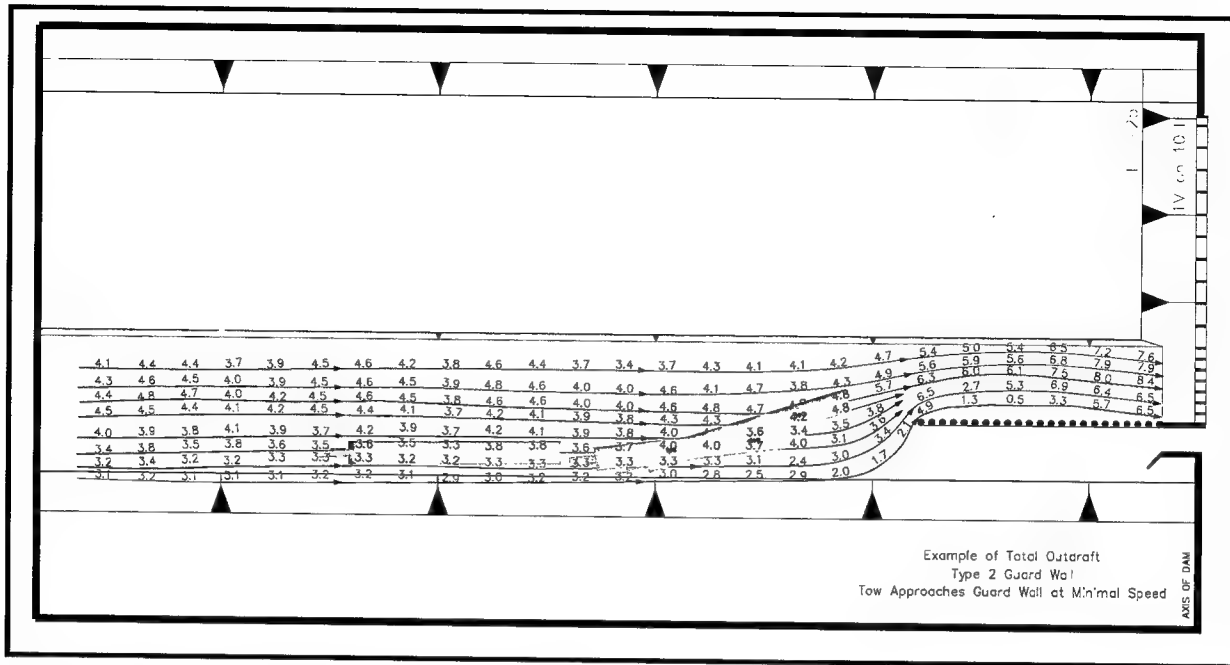 1V on 10
4.1 4.4 4.4 3.7 3.9 4.5 4.6 4.2 3.8 4.6 4.4 3.7 3.4 3.7 4.3 4.1 4.1 4.2 4.7 5.4 5.0 5.4 6.5 7.2 7.6
4.3 4.6 4.5 4.0 3.9 4.5 4.6 4.5 3.9 4.8 4.6 4.0 4.0 4.6 4.1 4.7 3.8 4.3 4.9 5.6 5.9 5.6 6.8 7.9 7.9
4.4 4.8 4.7 4.0 4.2 4.5 4.6 4.5 3.8 4.6 4.6 4.0 4.0 4.6 4.8 4.7 4.8 5.7 6.3 6.0 6.1 7.5 8.0 8.4
4.5 4.5 4.4 4.1 4.2 4.5 4.4 4.1 3.7 4.2 4.1 3.9 3.8 4.3 4.3 4.8 3.8 6.5 2.7 5.3 6.9 6.4 6.5
4.0 3.9 3.8 4.1 3.9 3.7 4.2 3.9 3.7 4.2 4.1 3.9 3.8 4.0 3.6 3.4 3.5 3.6 4.9 1.3 0.5 3.3 5.7 6.5
3.4 3.8 3.5 3.8 3.6 3.5 3.6 3.5 3.3 3.8 3.8 3.6 3.7 4.0 4.0 3.7 4.0 3.1 3.4 2.1
3.2 3.4 3.2 3.2 3.3 3.3 3.3 3.2 3.2 3.3 3.3 3.3 3.3 3.3 3.3 3.1 2.4 3.0 1.7
3.1 3.2 3.1 3.1 3.1 3.2 3.2 3.1 2.9 3.0 3.2 3.2 3.2 3.0 2.8 2.5 2.9 2.0
Example of Total Outdraft
Type 2 Guard Wall
Tow Approaches Guard Wall at Minimal Speed
AXIS OF DAM